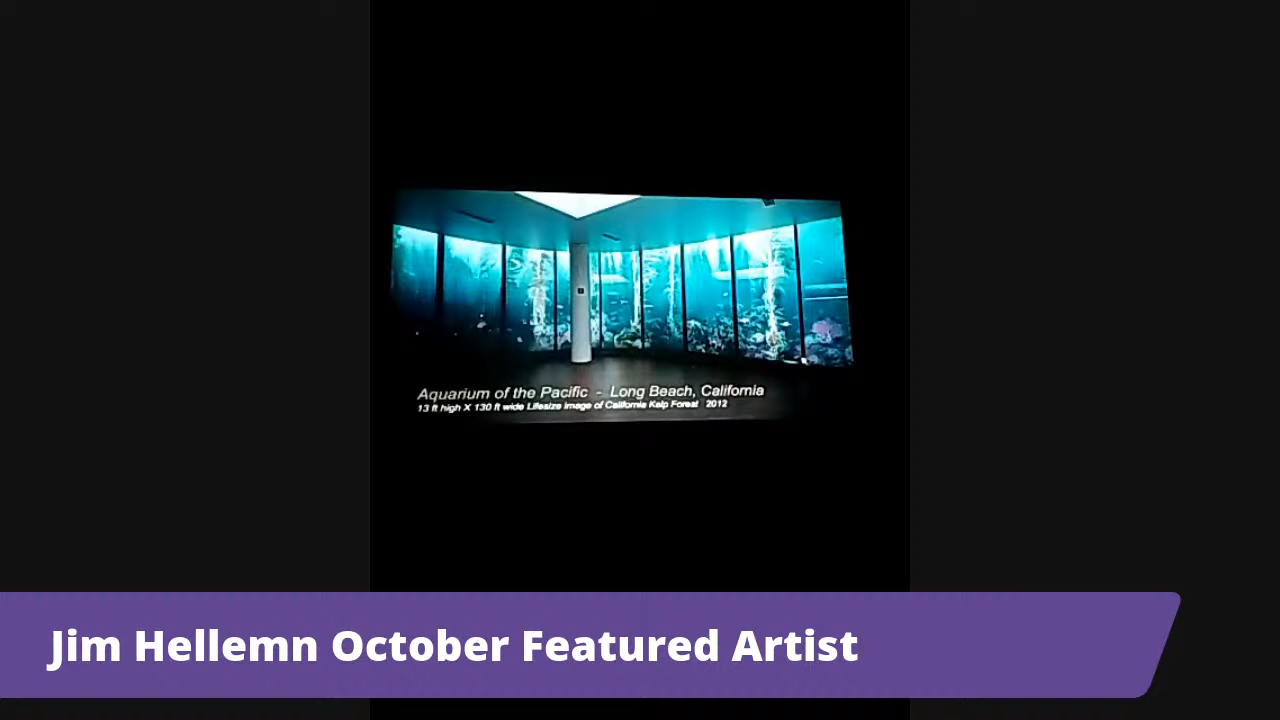 Aquarium of the Pacific - Long Beach, California
13 ft high X 130 ft wide Lifesize image of California Kelp Forest 2012
Jim Hellemn October Featured Artist